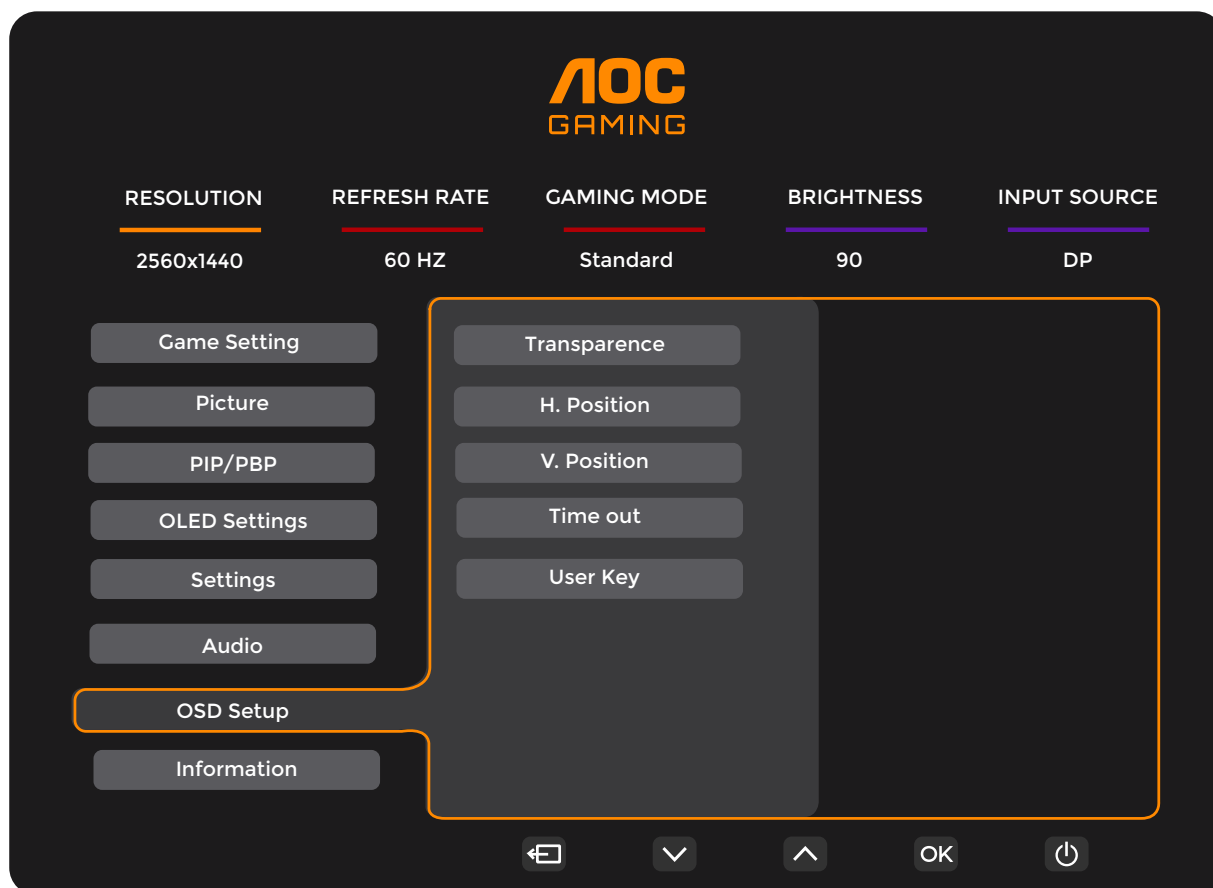 AOC
GAMING
RESOLUTION REFRESH RATE GAMING MODE BRIGHTNESS INPUT SOURCE
2560x1440 60 HZ Standard 90 DP
Game Setting
Picture
PIP/PBP
OLED Settings
Settings
Audio
OSD Setup
Information
Transparence
H. Position
V. Position
Time out
User Key
OK